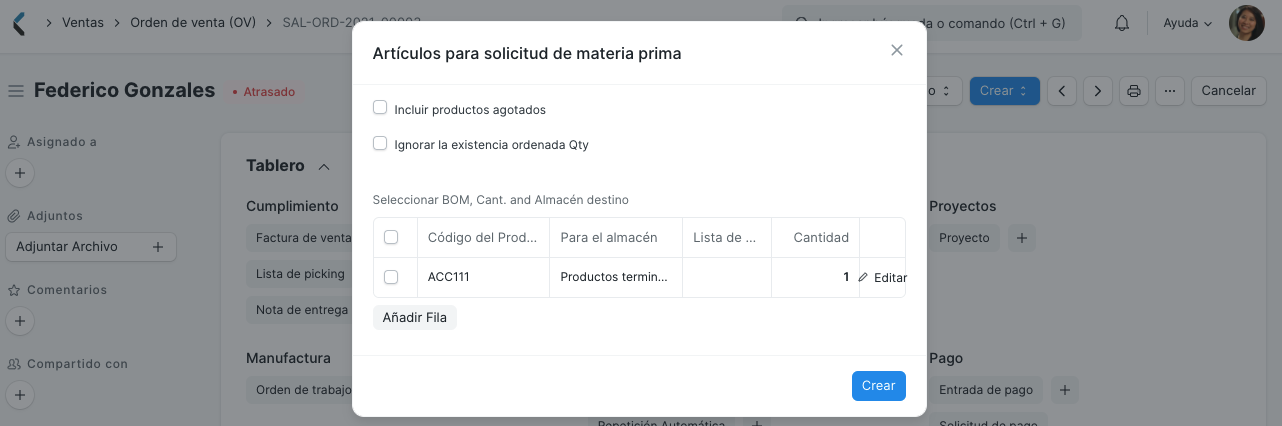 Ventas
Orden de venta (OV)
SAL-ORD-2021-00002
o comando (Ctrl + G)
Ayuda
Artículos para solicitud de materia prima
Federico Gonzales
Atrasado
Crear
Cancelar
Incluir productos agotados
Ignorar la existencia ordenada Qty
Asignado a
Tablero
Seleccionar BOM, Cant. and Almacén destino
Cumplimiento
Proyectos
Adjuntos
Adjuntar Archivo
Factura de venta
Código del Prod...
Para el almacén
Lista de ...
Cantidad
Proyecto
Lista de picking
ACC111
Productos termin...
1
Editar
Comentarios
Nota de entrega
Añadir Fila
Compartido con
Manufactura
Pago
Orden de trabajo
Crear
Entrada de pago
Repetición Automática
Solicitud de pago